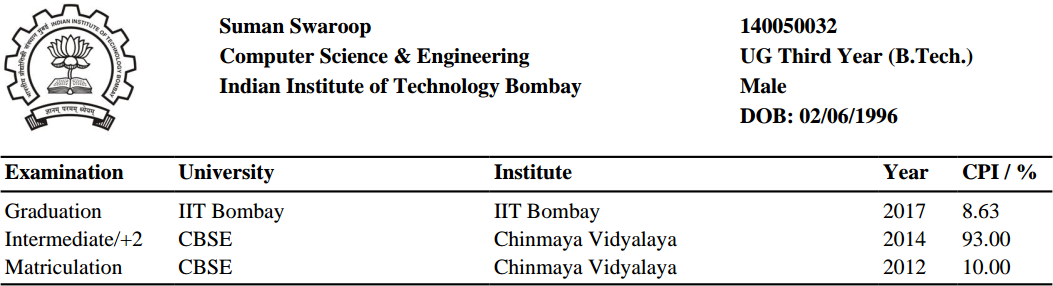 INDIAN INSTITUTE OF TECHNOLOGY BOMBAY
ज्ञानम् परमम् ध्येयम्
Suman Swaroop 140050032
Computer Science & Engineering UG Third Year (B.Tech.)
Indian Institute of Technology Bombay Male
DOB: 02/06/1996
Examination University Institute Year CPI / %
Graduation IIT Bombay IIT Bombay 2017 8.63
Intermediate/+2 CBSE Chinmaya Vidyalaya 2014 93.00
Matriculation CBSE Chinmaya Vidyalaya 2012 10.00